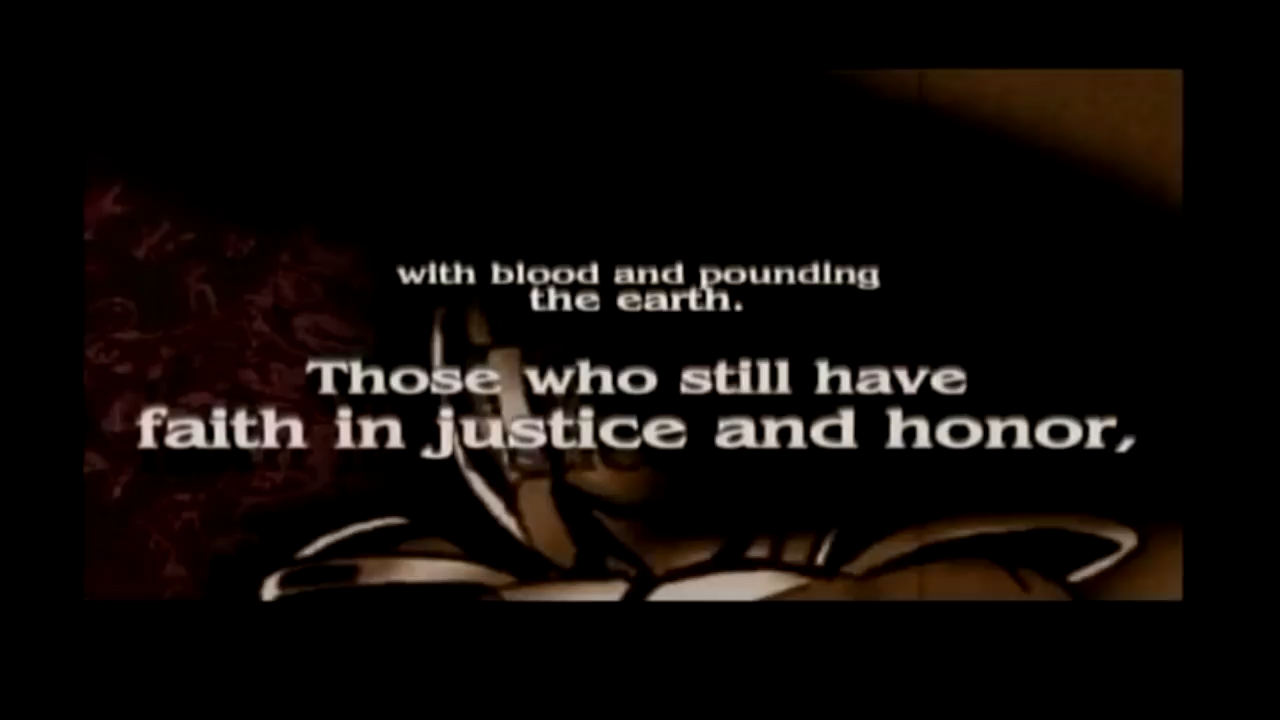 with blood and pounding
the earth.
Those who still have
faith in justice and honor,